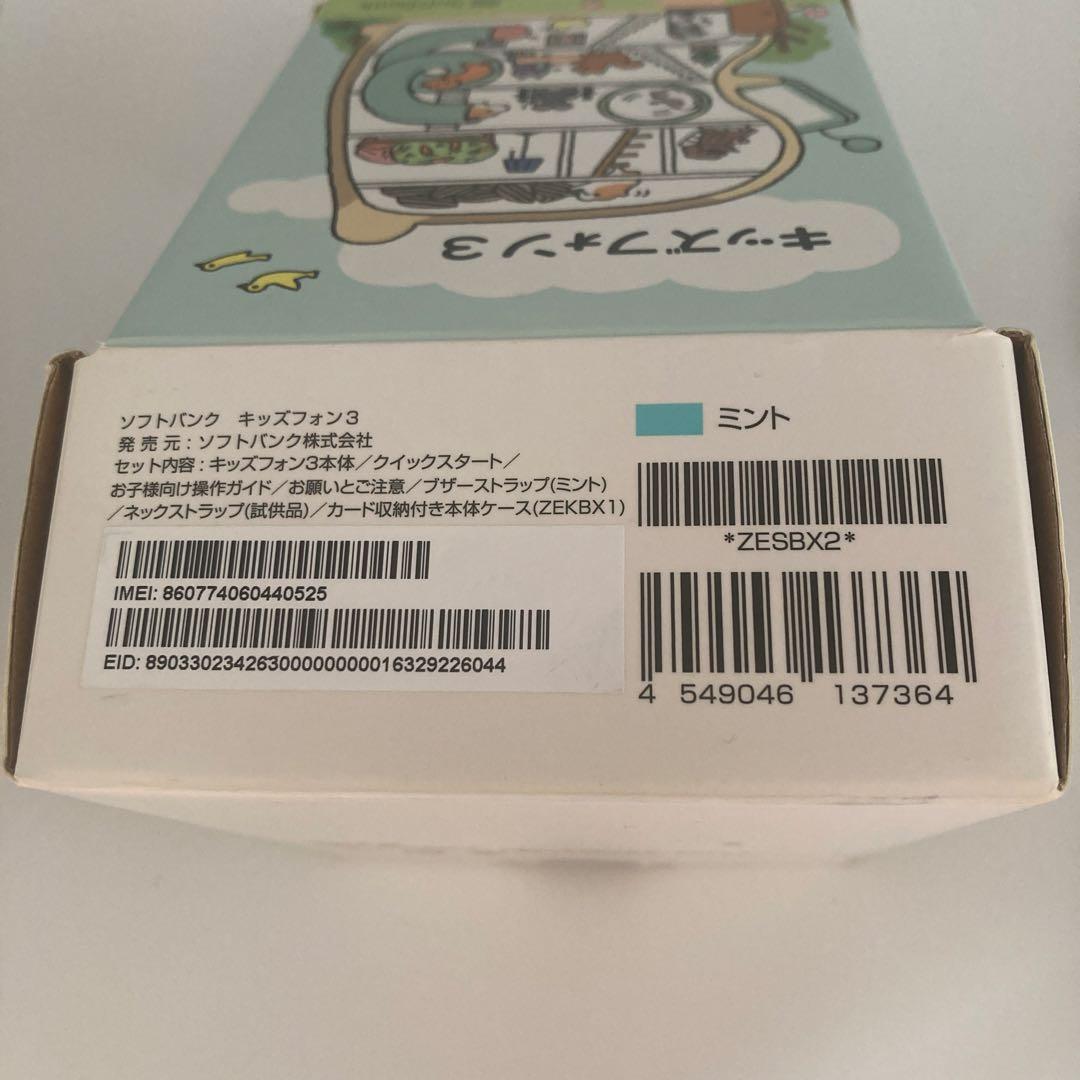 キッズフォン3
ソフトバンク　キッズフォン3
発売元：ソフトバンク株式会社
セット内容：キッズフォン3本体／クイックスタート／
お子様向け操作ガイド／お願いとご注意／ブザーストラップ(ミント)
／ネックストラップ(試供品)／カード収納付き本体ケース(ZEKBX1)
IMEI: 860774060440525
EID: 89033023426300000000016329226044
ミント
*ZESBX2*
4 549046 137364